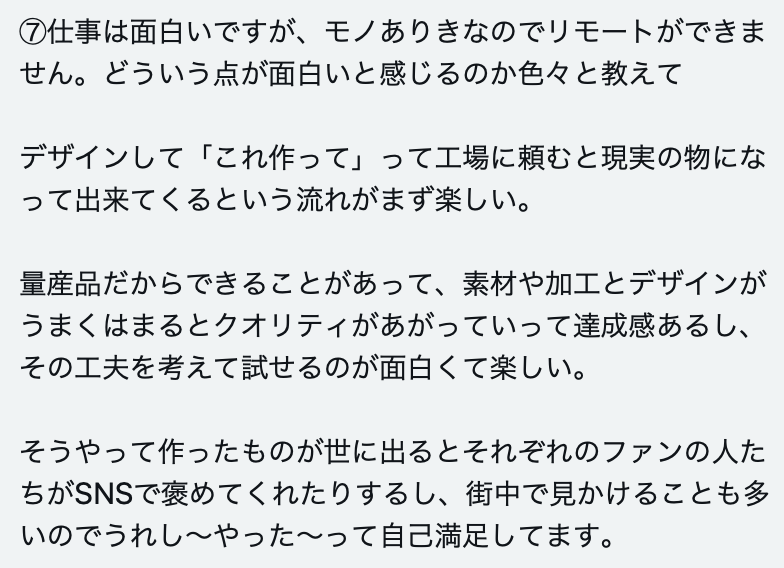 ⑦仕事は面白いですが、モノありきなのでリモートができま
せん。どういう点が面白いと感じるのか色々と教えて
デザインして「これ作って」って工場に頼むと現実の物にな
って出来てくるという流れがまず楽しい。
量産品だからできることがあって、素材や加工とデザインが
うまくはまるとクオリティがあがっていって達成感あるし、
その工夫を考えて試せるのが面白くて楽しい。
そうやって作ったものが世に出るとそれぞれのファンの人た
ちがSNSで褒めてくれたりするし、街中で見かけることも多
いのでうれし〜やった〜って自己満足してます。